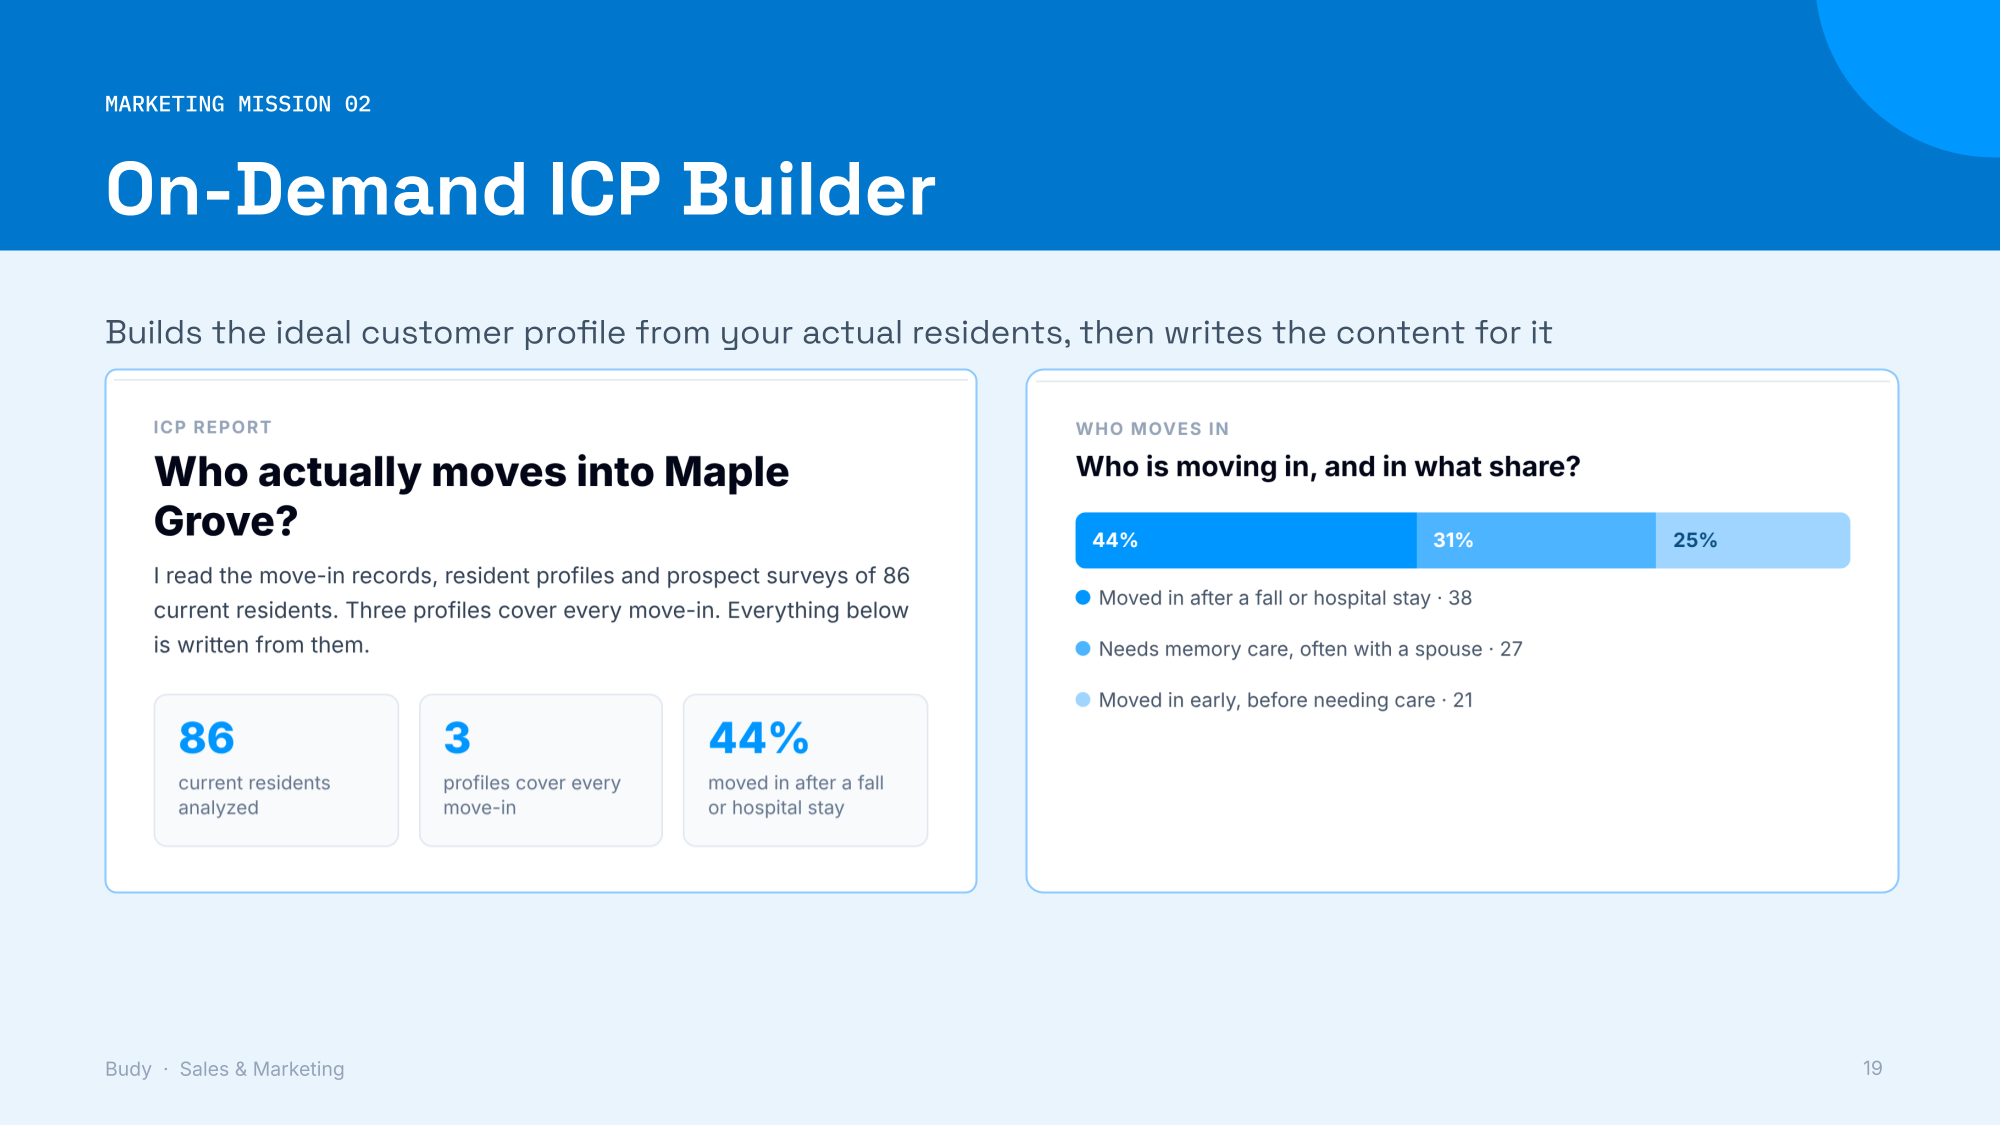 MARKETING MISSION 02
On-Demand ICP Builder
Builds the ideal customer profile from your actual residents, then writes the content for it
ICP REPORT
Who actually moves into Maple
Grove?
I read the move-in records, resident profiles and prospect surveys of 86
current residents. Three profiles cover every move-in. Everything below
is written from them.
86
current residents
analyzed
3
profiles cover every
move-in
44%
moved in after a fall
or hospital stay
WHO MOVES IN
Who is moving in, and in what share?
44% 31% 25%
Moved in after a fall or hospital stay · 38
Needs memory care, often with a spouse · 27
Moved in early, before needing care · 21
Budy · Sales & Marketing
19